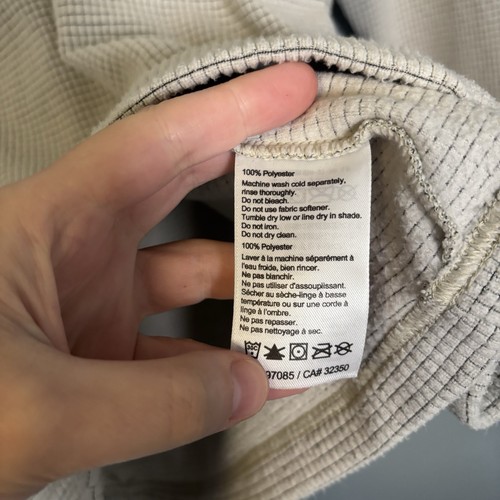 100% Polyester
Machine wash cold separately,
rinse thoroughly.
Do not bleach.
Do not use fabric softener.
Tumble dry low or line dry in shade.
Do not iron.
Do not dry clean.
100% Polyester
Laver à la machine séparément à
l'eau froide, bien rincer.
Ne pas blanchir.
Ne pas utiliser d'assouplissant.
Sécher au sèche-linge à basse
température ou sur une corde à
linge à l'ombre.
Ne pas repasser.
Ne pas nettoyage à sec.
97085 / CA# 32350